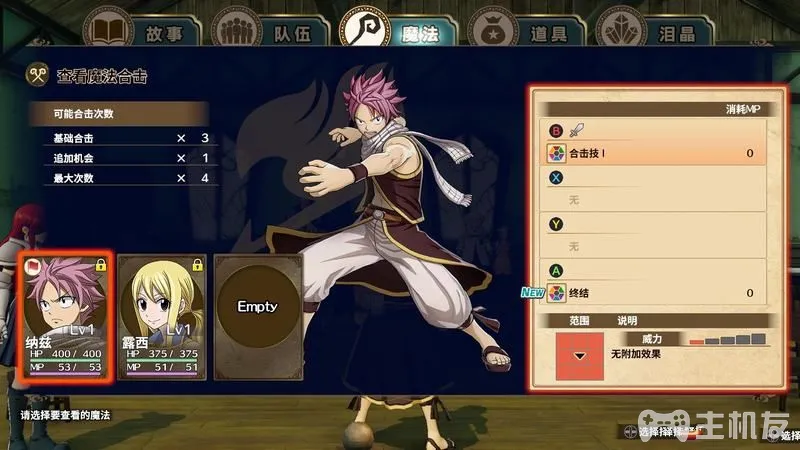 故事 队伍 魔法 道具 泪晶
查看魔法合击
可能合击次数
基础合击 × 3
追加机会 × 1
最大次数 × 4
消耗MP
B
合击技 I 0
X
无
Y
无
A
NEW 终结 0
范围 说明
威力
无附加效果
Lv1
纳兹
HP 400/ 400
MP 53/ 53
Lv1
露西
HP 375/ 375
MP 51/ 51
Empty
请选择要查看的魔法
主机友
选择